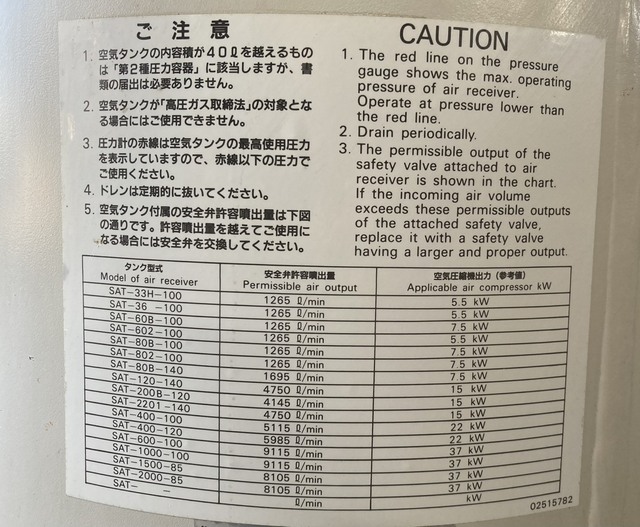 ご注意
1. 空気タンクの内容積が40ℓを越えるもの
は「第2種圧力容器」に該当しますが、書
類の届出は必要ありません。
2. 空気タンクが「高圧ガス取締法」の対象とな
る場合にはご使用できません。
3. 圧力計の赤線は空気タンクの最高使用圧力
を表示していますので、赤線以下の圧力でご使用ください。
4. ドレンは定期的に抜いてください。
5. 空気タンク付属の安全弁許容噴出量は下図
の通りです。許容噴出量を越えてご使用に
なる場合には安全弁を交換してください。
CAUTION
1. The red line on the pressure
gauge shows the max. operating
pressure of air receiver.
Operate at pressure lower than
the red line.
2. Drain periodically.
3. The permissible output of the
safety valve attached to air
receiver is shown in the chart.
If the incoming air volume
exceeds these permissible outputs
of the attached safety valve,
replace it with a safety valve
having a larger and proper output.
タンク型式 安全弁許容噴出量 空気圧縮機出力（参考値）
Model of air receiver Permissible air output Applicable air compressor kW
SAT-33H-100 1265 ℓ/min 5.5 kW
SAT-36 -100 1265 ℓ/min 5.5 kW
SAT-60B-100 1265 ℓ/min 7.5 kW
SAT-602-100 1265 ℓ/min 5.5 kW
SAT-80B-100 1265 ℓ/min 7.5 kW
SAT-802-100 1265 ℓ/min 7.5 kW
SAT-80B-140 1695 ℓ/min 7.5 kW
SAT-120-140 4750 ℓ/min 15 kW
SAT-200B-120 4145 ℓ/min 15 kW
SAT-2201-140 4750 ℓ/min 15 kW
SAT-400-100 5115 ℓ/min 22 kW
SAT-400-120 5985 ℓ/min 22 kW
SAT-600-100 9115 ℓ/min 37 kW
SAT-1000-100 9115 ℓ/min 37 kW
SAT-1500-85 8105 ℓ/min 37 kW
SAT-2000-85 8105 ℓ/min 37 kW
SAT- - ℓ/min kW
02515782